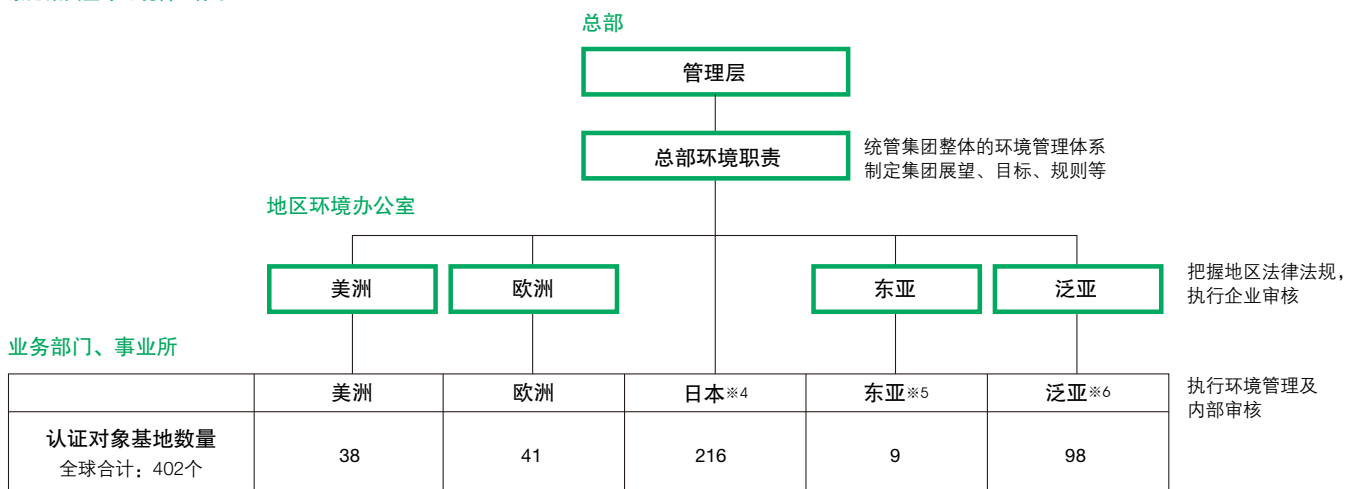 总部
管理层
总部环境职责
统管集团整体的环境管理体系
制定集团展望、目标、规则等
地区环境办公室
美洲
欧洲
东亚
泛亚
把握地区法律法规，
执行企业审核
业务部门、事业所
美洲
欧洲
日本※4
东亚※5
泛亚※6
执行环境管理及
内部审核
认证对象基地数量
全球合计：402个
38
41
216
9
98